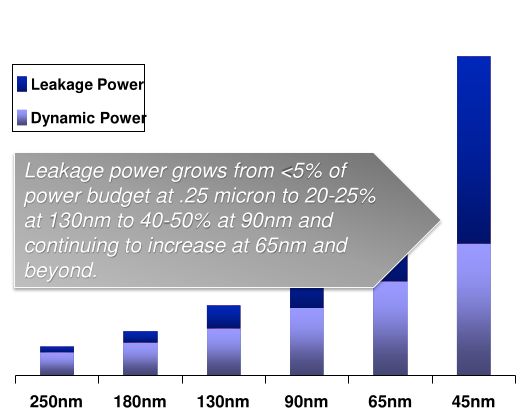 Leakage Power
Dynamic Power
Leakage power grows from <5% of
power budget at .25 micron to 20-25%
at 130nm to 40-50% at 90nm and
continuing to increase at 65nm and
beyond.
250nm 180nm 130nm 90nm 65nm 45nm